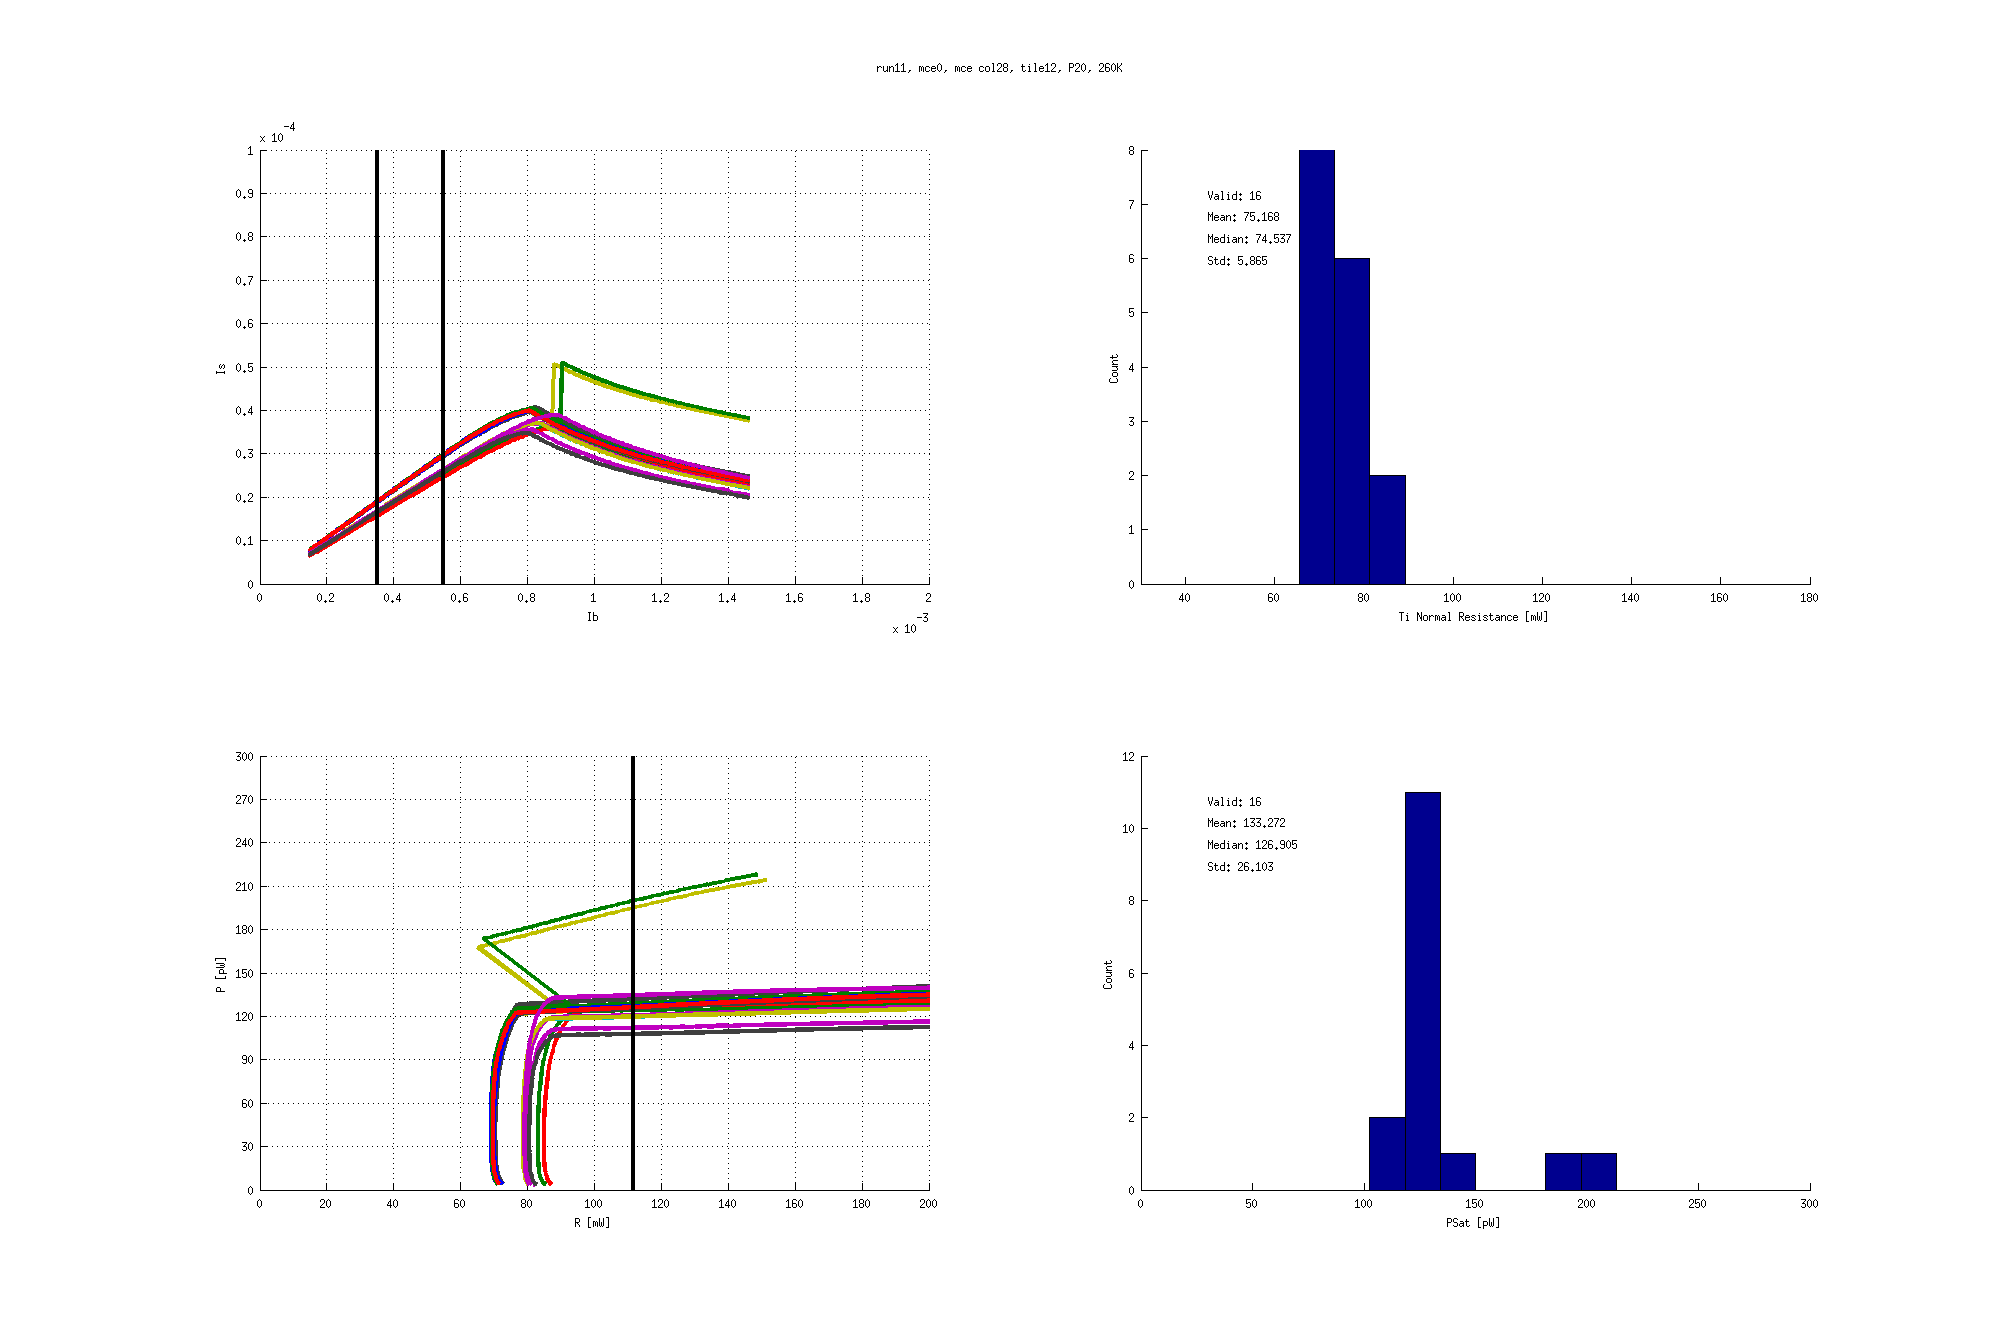 run11, mce0, mce col28, tile12, P20, 260K
x 10
-4
1
0.9
0.8
0.7
0.6
0.5
0.4
0.3
0.2
0.1
0
Is
0 0.2 0.4 0.6 0.8 1 1.2 1.4 1.6 1.8 2
Ib
x 10
-3
8
7
6
5
4
3
2
1
0
Count
Valid: 16
Mean: 75.168
Median: 74.537
Std: 5.865
40 60 80 100 120 140 160 180
Ti Normal Resistance [mW]
300
270
240
210
180
150
120
90
60
30
0
P [pW]
0 20 40 60 80 100 120 140 160 180 200
R [mW]
12
10
8
6
4
2
0
Count
Valid: 16
Mean: 133.272
Median: 126.905
Std: 26.103
0 50 100 150 200 250 300
PSat [pW]